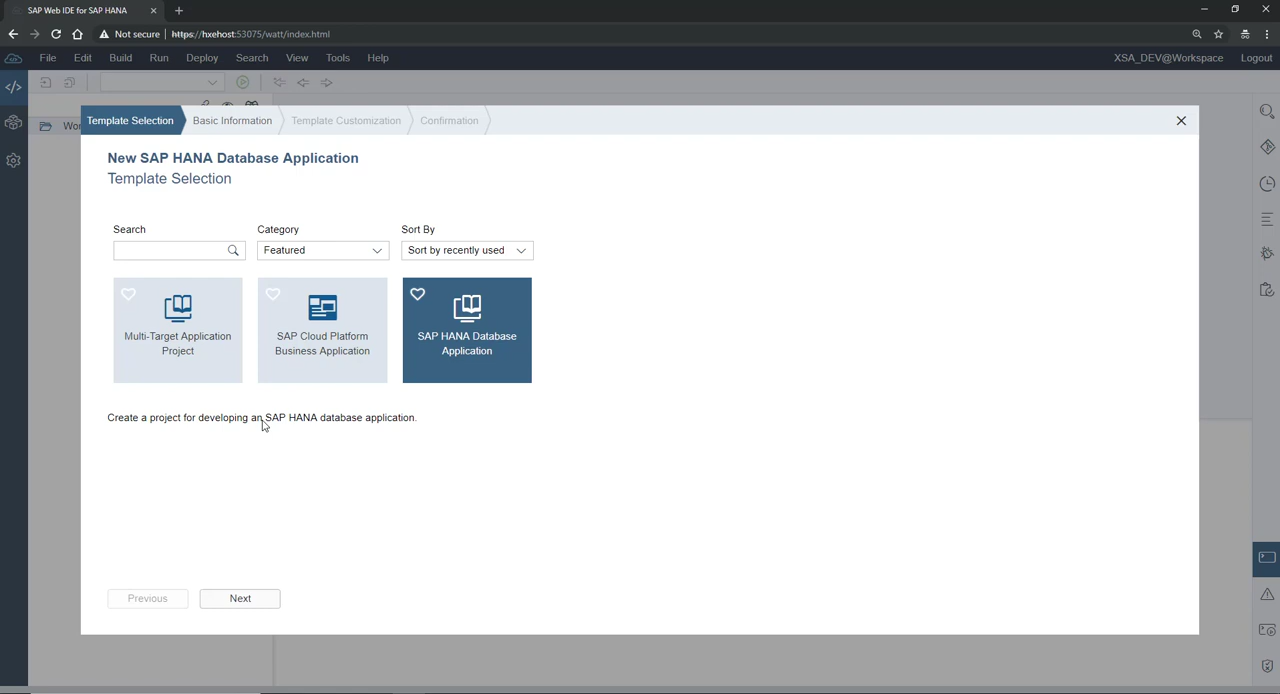 SAP Web IDE for SAP HANA
Not secure | https://hxehost:53075/watt/index.html
File Edit Build Run Deploy Search View Tools Help XSA_DEV@Workspace Logout
Template Selection Basic Information Template Customization Confirmation
New SAP HANA Database Application
Template Selection
Search Category Sort By
Featured Sort by recently used
Multi-Target Application
Project
SAP Cloud Platform
Business Application
SAP HANA Database
Application
Create a project for developing an SAP HANA database application.
Previous Next